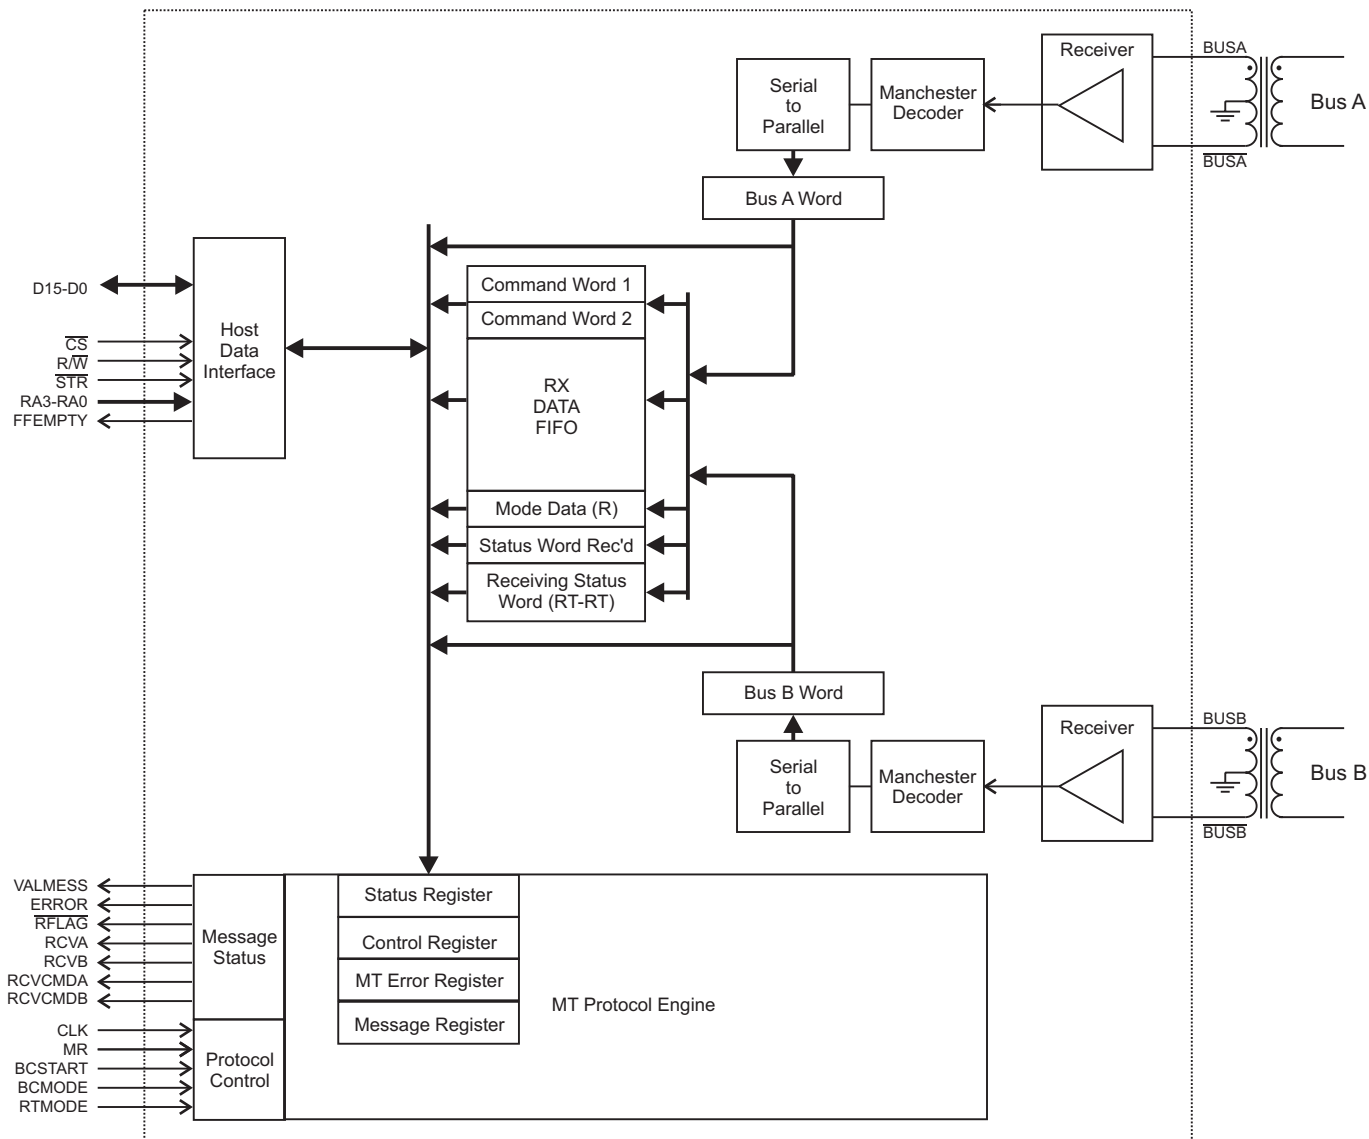 Receiver
BUSA
BUSA
Bus A
Manchester
Decoder
Serial
to
Parallel
Bus A Word
D15-D0
CS
R/W
STR
RA3-RA0
FFEMPTY
Host
Data
Interface
Command Word 1
Command Word 2
RX
DATA
FIFO
Mode Data (R)
Status Word Rec'd
Receiving Status
Word (RT-RT)
Bus B Word
Serial
to
Parallel
Manchester
Decoder
Receiver
BUSB
BUSB
Bus B
VALMESS
ERROR
RFLAG
RCVA
RCVB
RCVCMDA
RCVCMDB
CLK
MR
BCSTART
BCMODE
RTMODE
Message
Status
Protocol
Control
Status Register
Control Register
MT Error Register
Message Register
MT Protocol Engine